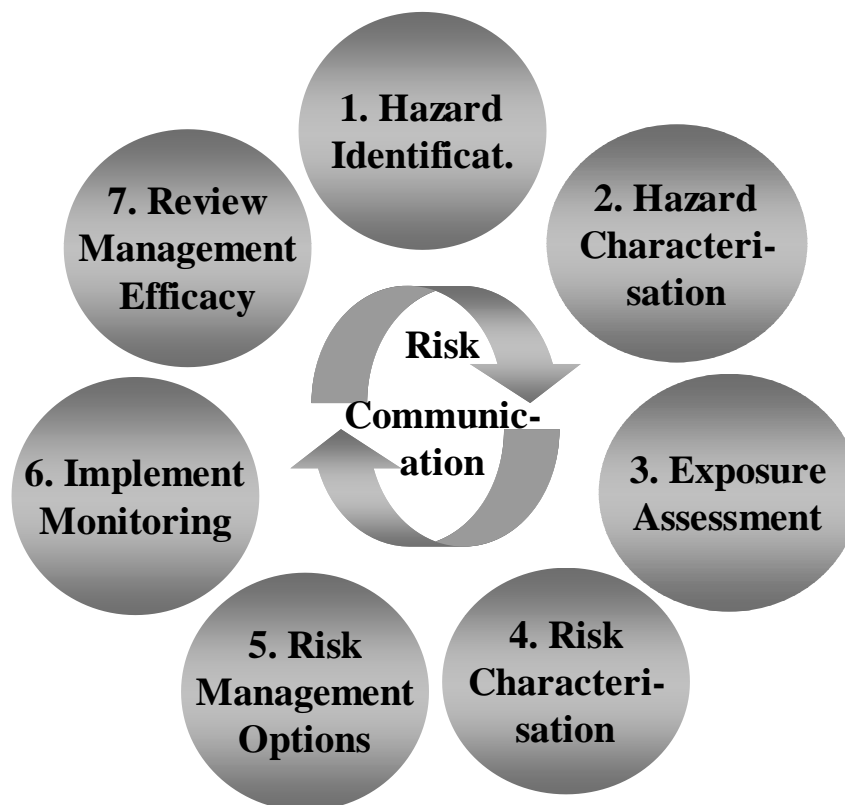 1. Hazard
Identificat.
2. Hazard
Characteri-
sation
3. Exposure
Assessment
4. Risk
Characteri-
sation
5. Risk
Management
Options
6. Implement
Monitoring
7. Review
Management
Efficacy
Risk
Communic-
ation